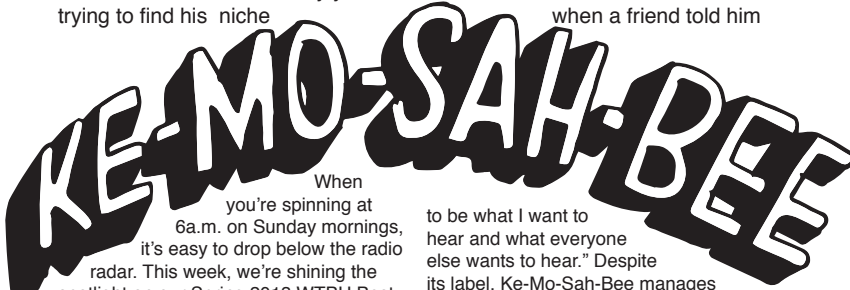 trying to find his niche
when a friend told him
KE-MO-SAH-BEE
When
you're spinning at
6a.m. on Sunday mornings,
it's easy to drop below the radio
radar. This week, we're shining the
to be what I want to
hear and what everyone
else wants to hear." Despite
its label, Ke-Mo-Sah-Bee manages